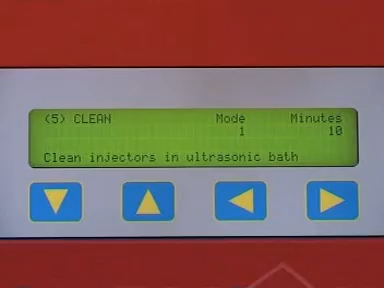 (5) CLEAN Mode Minutes
1 10
Clean injectors in ultrasonic bath